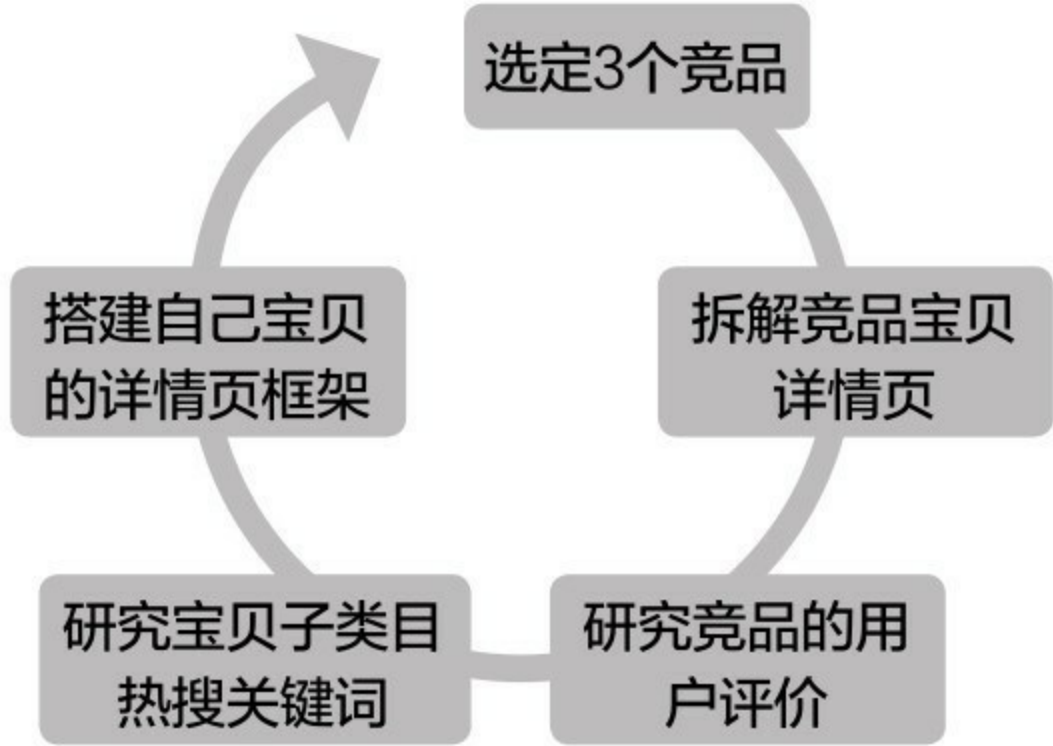 选定3个竞品
拆解竞品宝贝
详情页
研究竞品的用
户评价
研究宝贝子类目
热搜关键词
搭建自己宝贝
的详情页框架